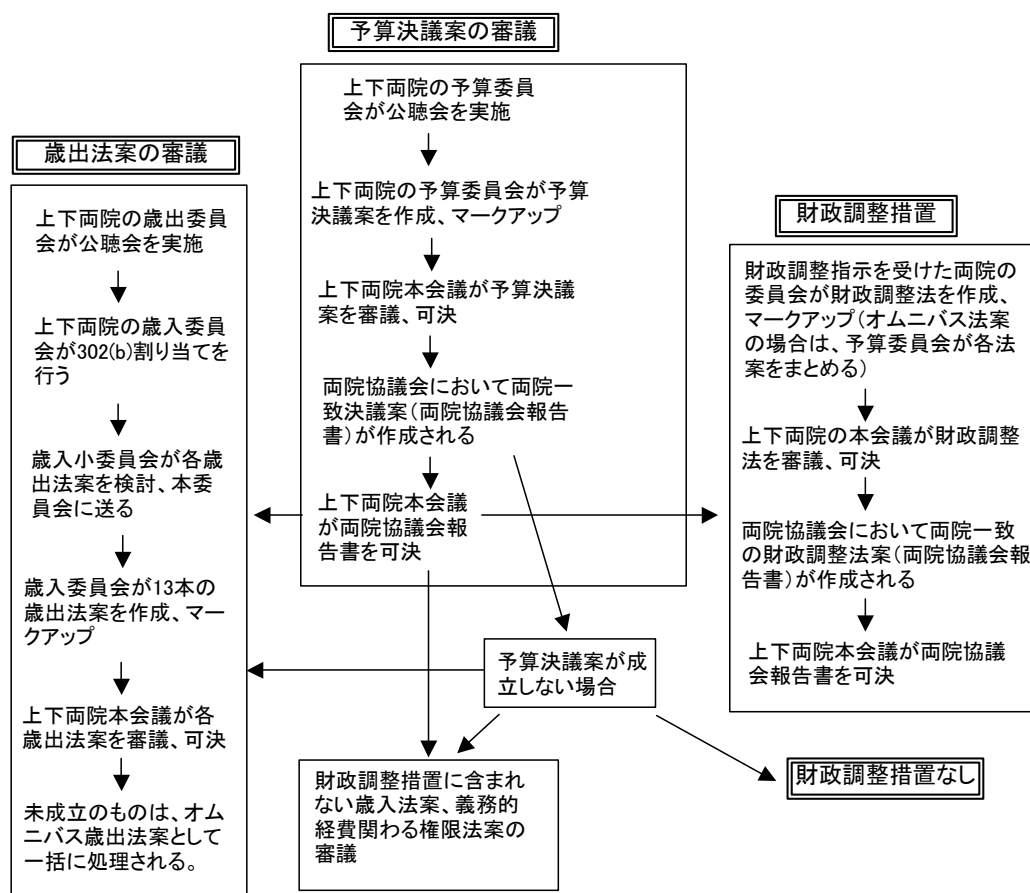 予算決議案の審議
上下両院の予算委員
会が公聴会を実施
上下両院の予算委員会が予算
決議案を作成、マークアップ
上下両院本会議が予算決議
案を審議、可決
両院協議会において両院一
致決議案(両院協議会報告
書)が作成される
上下両院本会議
が両院協議会報
告書を可決
歳出法案の審議
上下両院の歳出委員
会が公聴会を実施
上下両院の歳入委員
会が302(b)割り当てを
行う
歳入小委員会が各歳
出法案を検討、本委
員会に送る
歳入委員会が13本の
歳出法案を作成、マー
クアップ
上下両院本会議が各
歳出法案を審議、可決
未成立のものは、オム
ニバス歳出法案として
一括に処理される。
財政調整措置
財政調整指示を受けた両院の
委員会が財政調整法を作成、
マークアップ(オムニバス法案
の場合は、予算委員会が各法
案をまとめる)
上下両院の本会議が財政調整
法を審議、可決
両院協議会において両院一致
の財政調整法案(両院協議会報
告書)が作成される
上下両院本会議が両院協議
会報告書を可決
予算決議案が成
立しない場合
財政調整措置に含まれ
ない歳入法案、義務的
経費関わる権限法案の
審議
財政調整措置なし